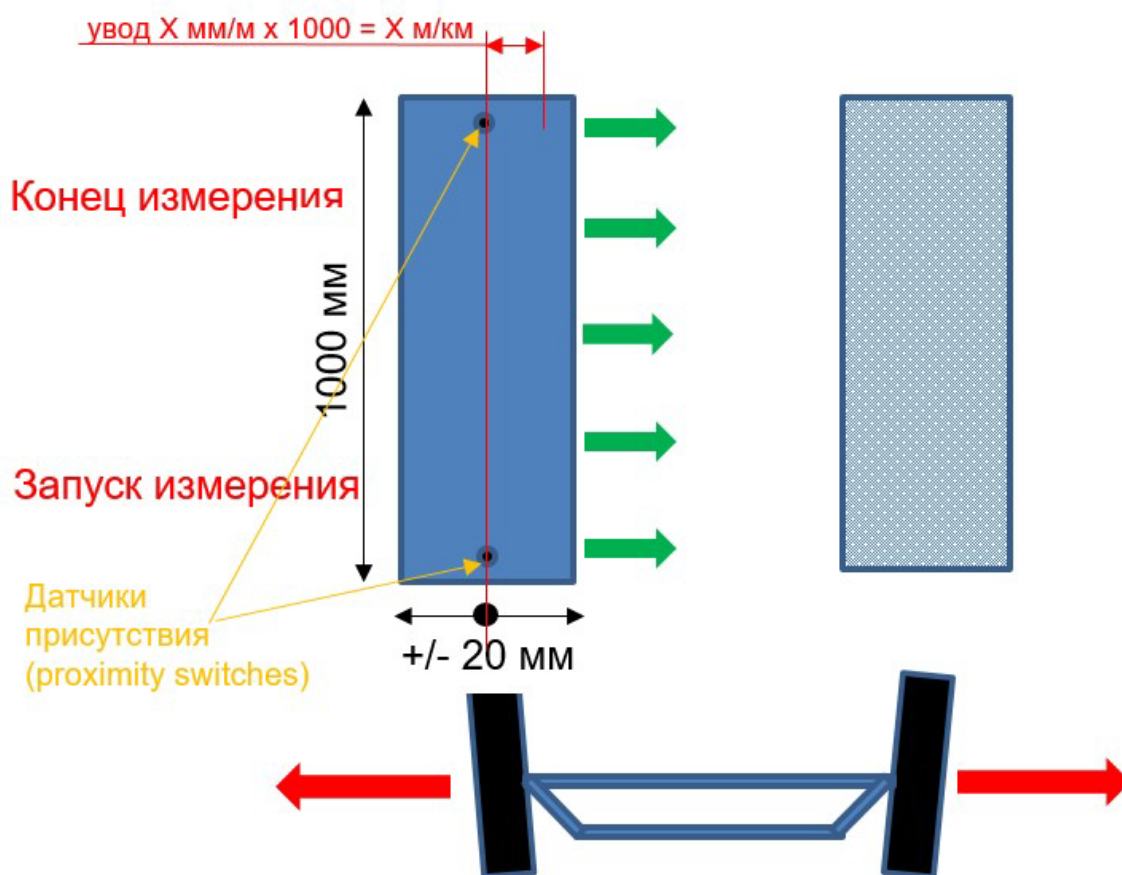 увод X мм/м x 1000 = X м/км
Конец измерения
1000 мм
Запуск измерения
Датчики
присутствия
(proximity switches)
+/- 20 мм